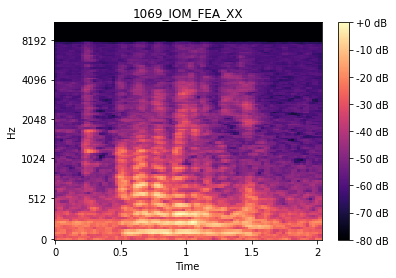 1069_IOM_FEA_XX
8192
4096
2048
1024
512
0
Hz
0
0.5
1
1.5
2
Time
+0 dB
-10 dB
-20 dB
-30 dB
-40 dB
-50 dB
-60 dB
-70 dB
-80 dB